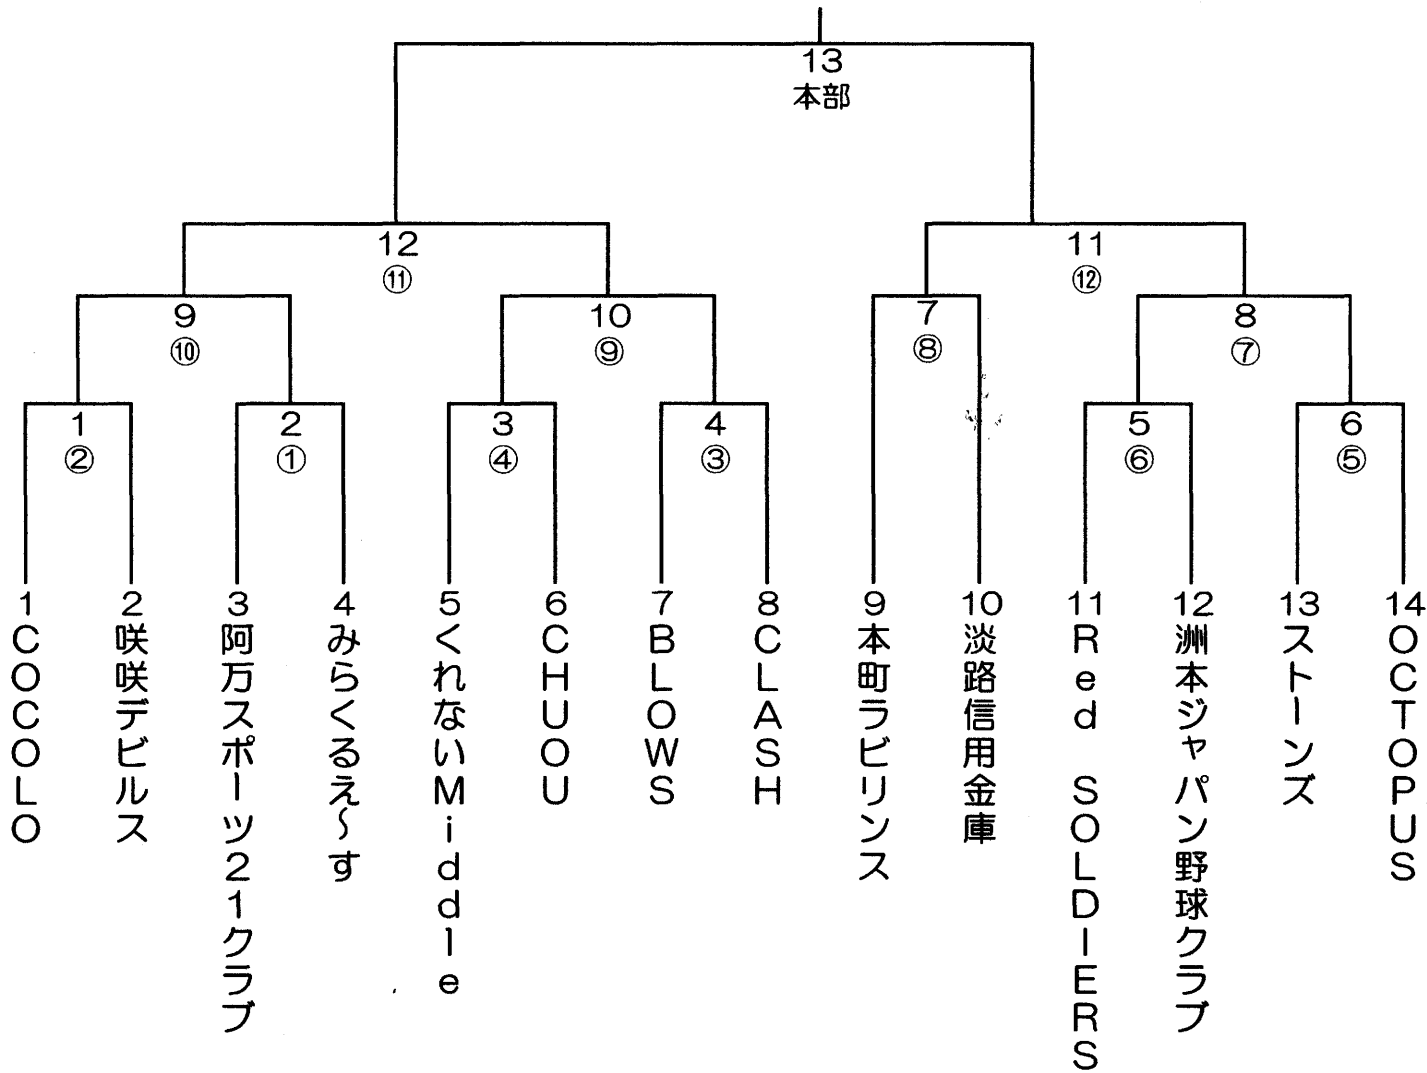 13
本部
12
⑪
11
⑫
9
⑩
10
⑨
7
⑧
8
⑦
1
②
2
①
3
④
4
③
5
⑥
6
⑤
1 COCOLO
2 咲咲デビルス
3 阿万スポーツ21クラブ
4 みらくるえ～す
5 くれないMiddle
6 CHUOU
7 BLOWS
8 CLASH
9 本町ラビリンス
10 淡路信用金庫
11 Red SOLDIERS
12 洲本ジャパン野球クラブ
13 ストーンズ
14 OCTOPUS